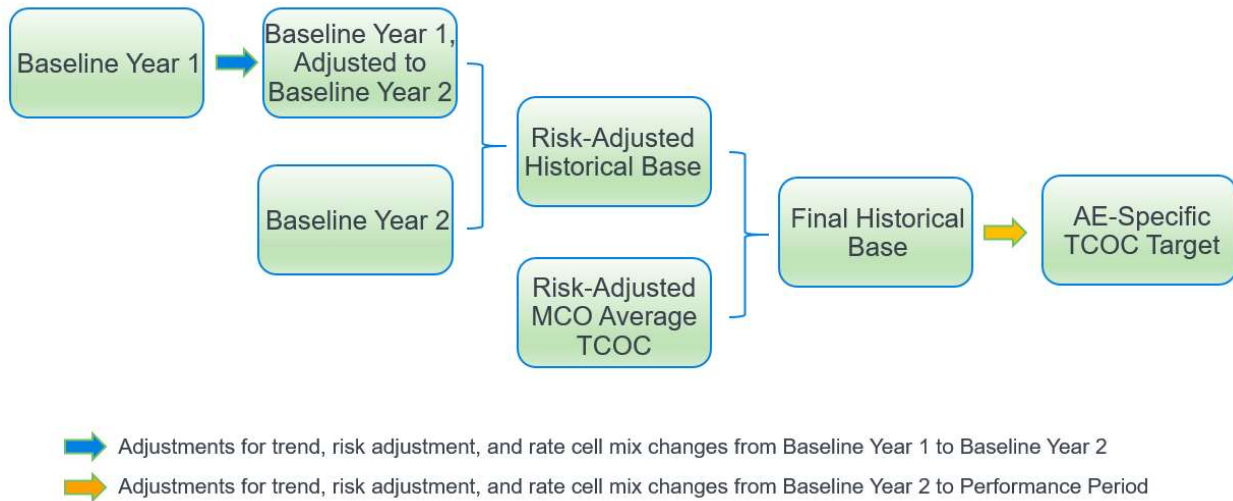 Baseline Year 1
Baseline Year 1,
Adjusted to
Baseline Year 2
Baseline Year 2
Risk-Adjusted
Historical Base
Risk-Adjusted
MCO Average
TCOC
Final Historical
Base
AE-Specific
TCOC Target
Adjustments for trend, risk adjustment, and rate cell mix changes from Baseline Year 1 to Baseline Year 2
Adjustments for trend, risk adjustment, and rate cell mix changes from Baseline Year 2 to Performance Period